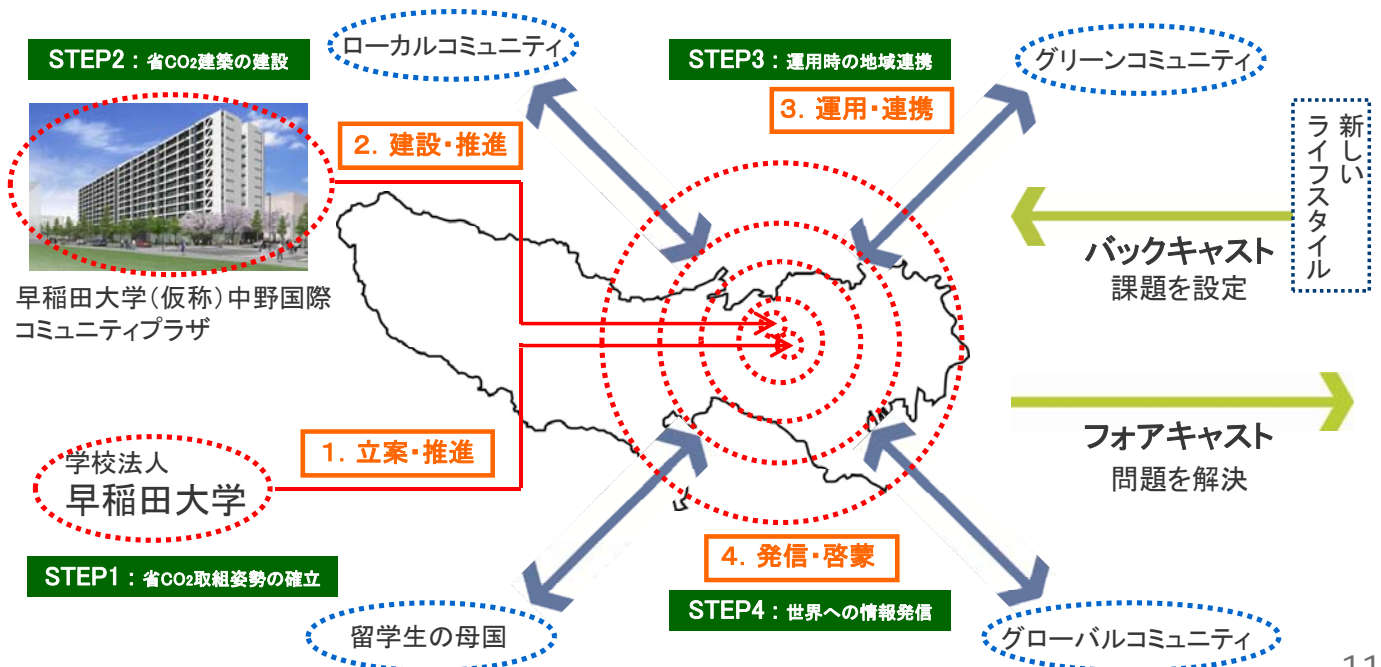 STEP2：省CO₂建築の建設
ローカルコミュニティ
STEP3：運用時の地域連携
グリーンコミュニティ
2．建設・推進
3．運用・連携
新しい
ライフスタイル
バックキャスト
課題を設定
早稲田大学（仮称）中野国際
コミュニティプラザ
フォアキャスト
問題を解決
1．立案・推進
学校法人
早稲田大学
STEP1：省CO₂取組姿勢の確立
4．発信・啓蒙
STEP4：世界への情報発信
留学生の母国
グローバルコミュニティ
11